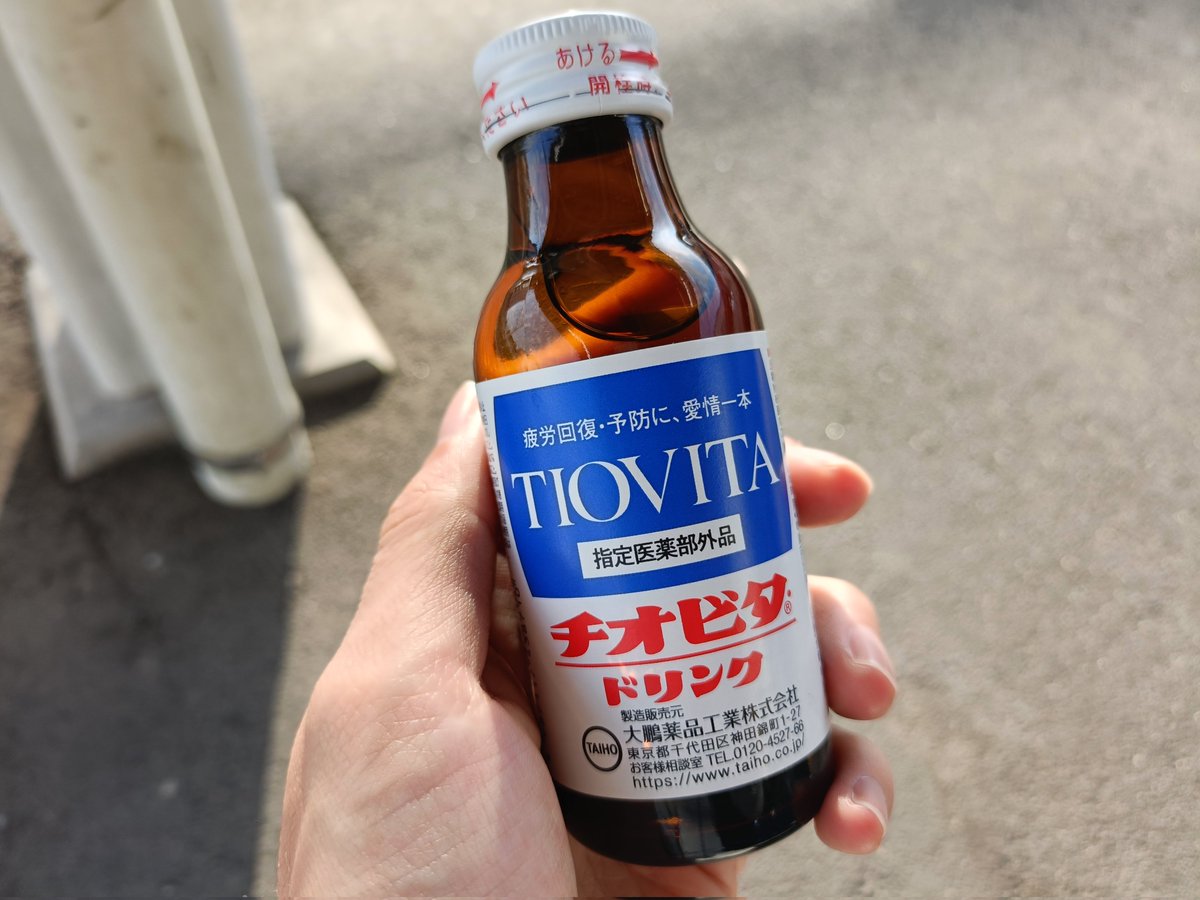 あける
開栓
ださい
疲労回復・予防に、愛情一本
TIOVITA
指定医薬部外品
チオビタ®
ドリンク
製造販売元
TAIHO
大鵬薬品工業株式会社
東京都千代田区神田錦町1-27
お客様相談室 TEL.0120-4527-66
https://www.taiho.co.jp/